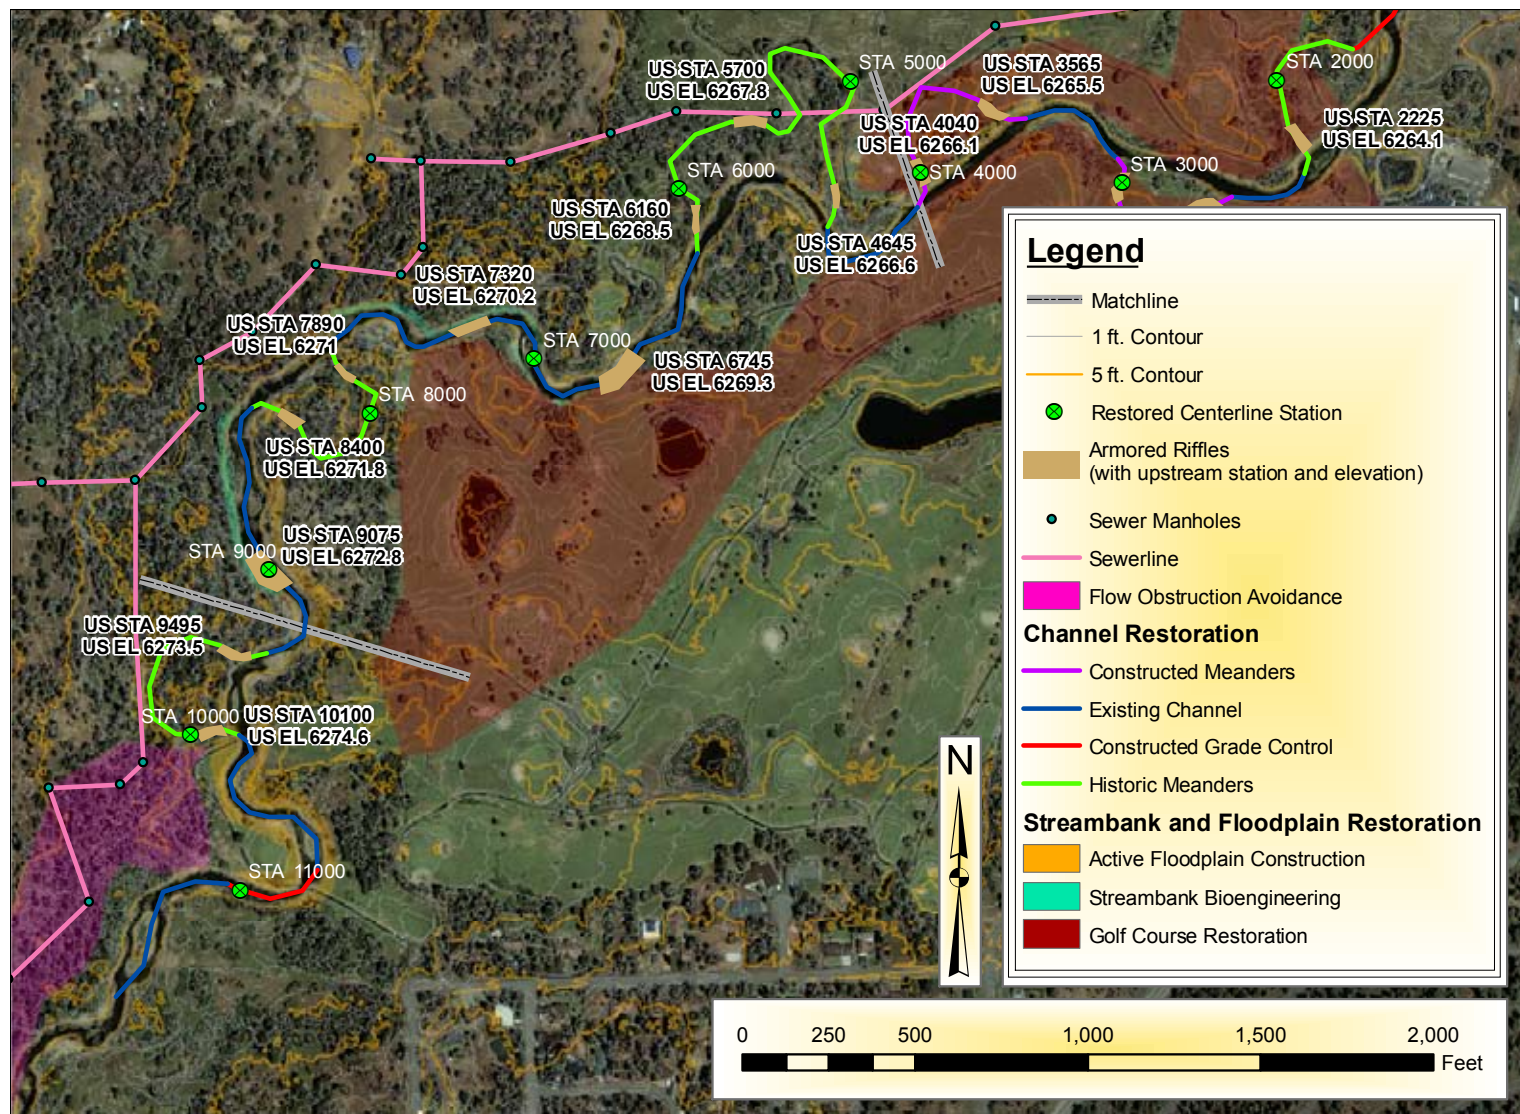 US STA 5700
US EL 6267.8
STA 5000
US STA 3565
US EL 6265.5
STA 2000
US STA 2225
US EL 6264.1
US STA 4040
US EL 6266.1
STA 4000
STA 3000
STA 6000
US STA 6160
US EL 6268.5
US STA 4645
US EL 6266.6
US STA 7320
US EL 6270.2
US STA 7890
US EL 6271
STA 7000
US STA 6745
US EL 6269.3
STA 8000
US STA 8400
US EL 6271.8
US STA 9075
US EL 6272.8
STA 9000
US STA 9495
US EL 6273.5
STA 10000
US STA 10100
US EL 6274.6
STA 11000
Legend
Matchline
1 ft. Contour
5 ft. Contour
Restored Centerline Station
Armored Riffles
(with upstream station and elevation)
Sewer Manholes
Sewerline
Flow Obstruction Avoidance
Channel Restoration
Constructed Meanders
Existing Channel
Constructed Grade Control
Historic Meanders
Streambank and Floodplain Restoration
Active Floodplain Construction
Streambank Bioengineering
Golf Course Restoration
N
0 250 500 1,000 1,500 2,000
Feet